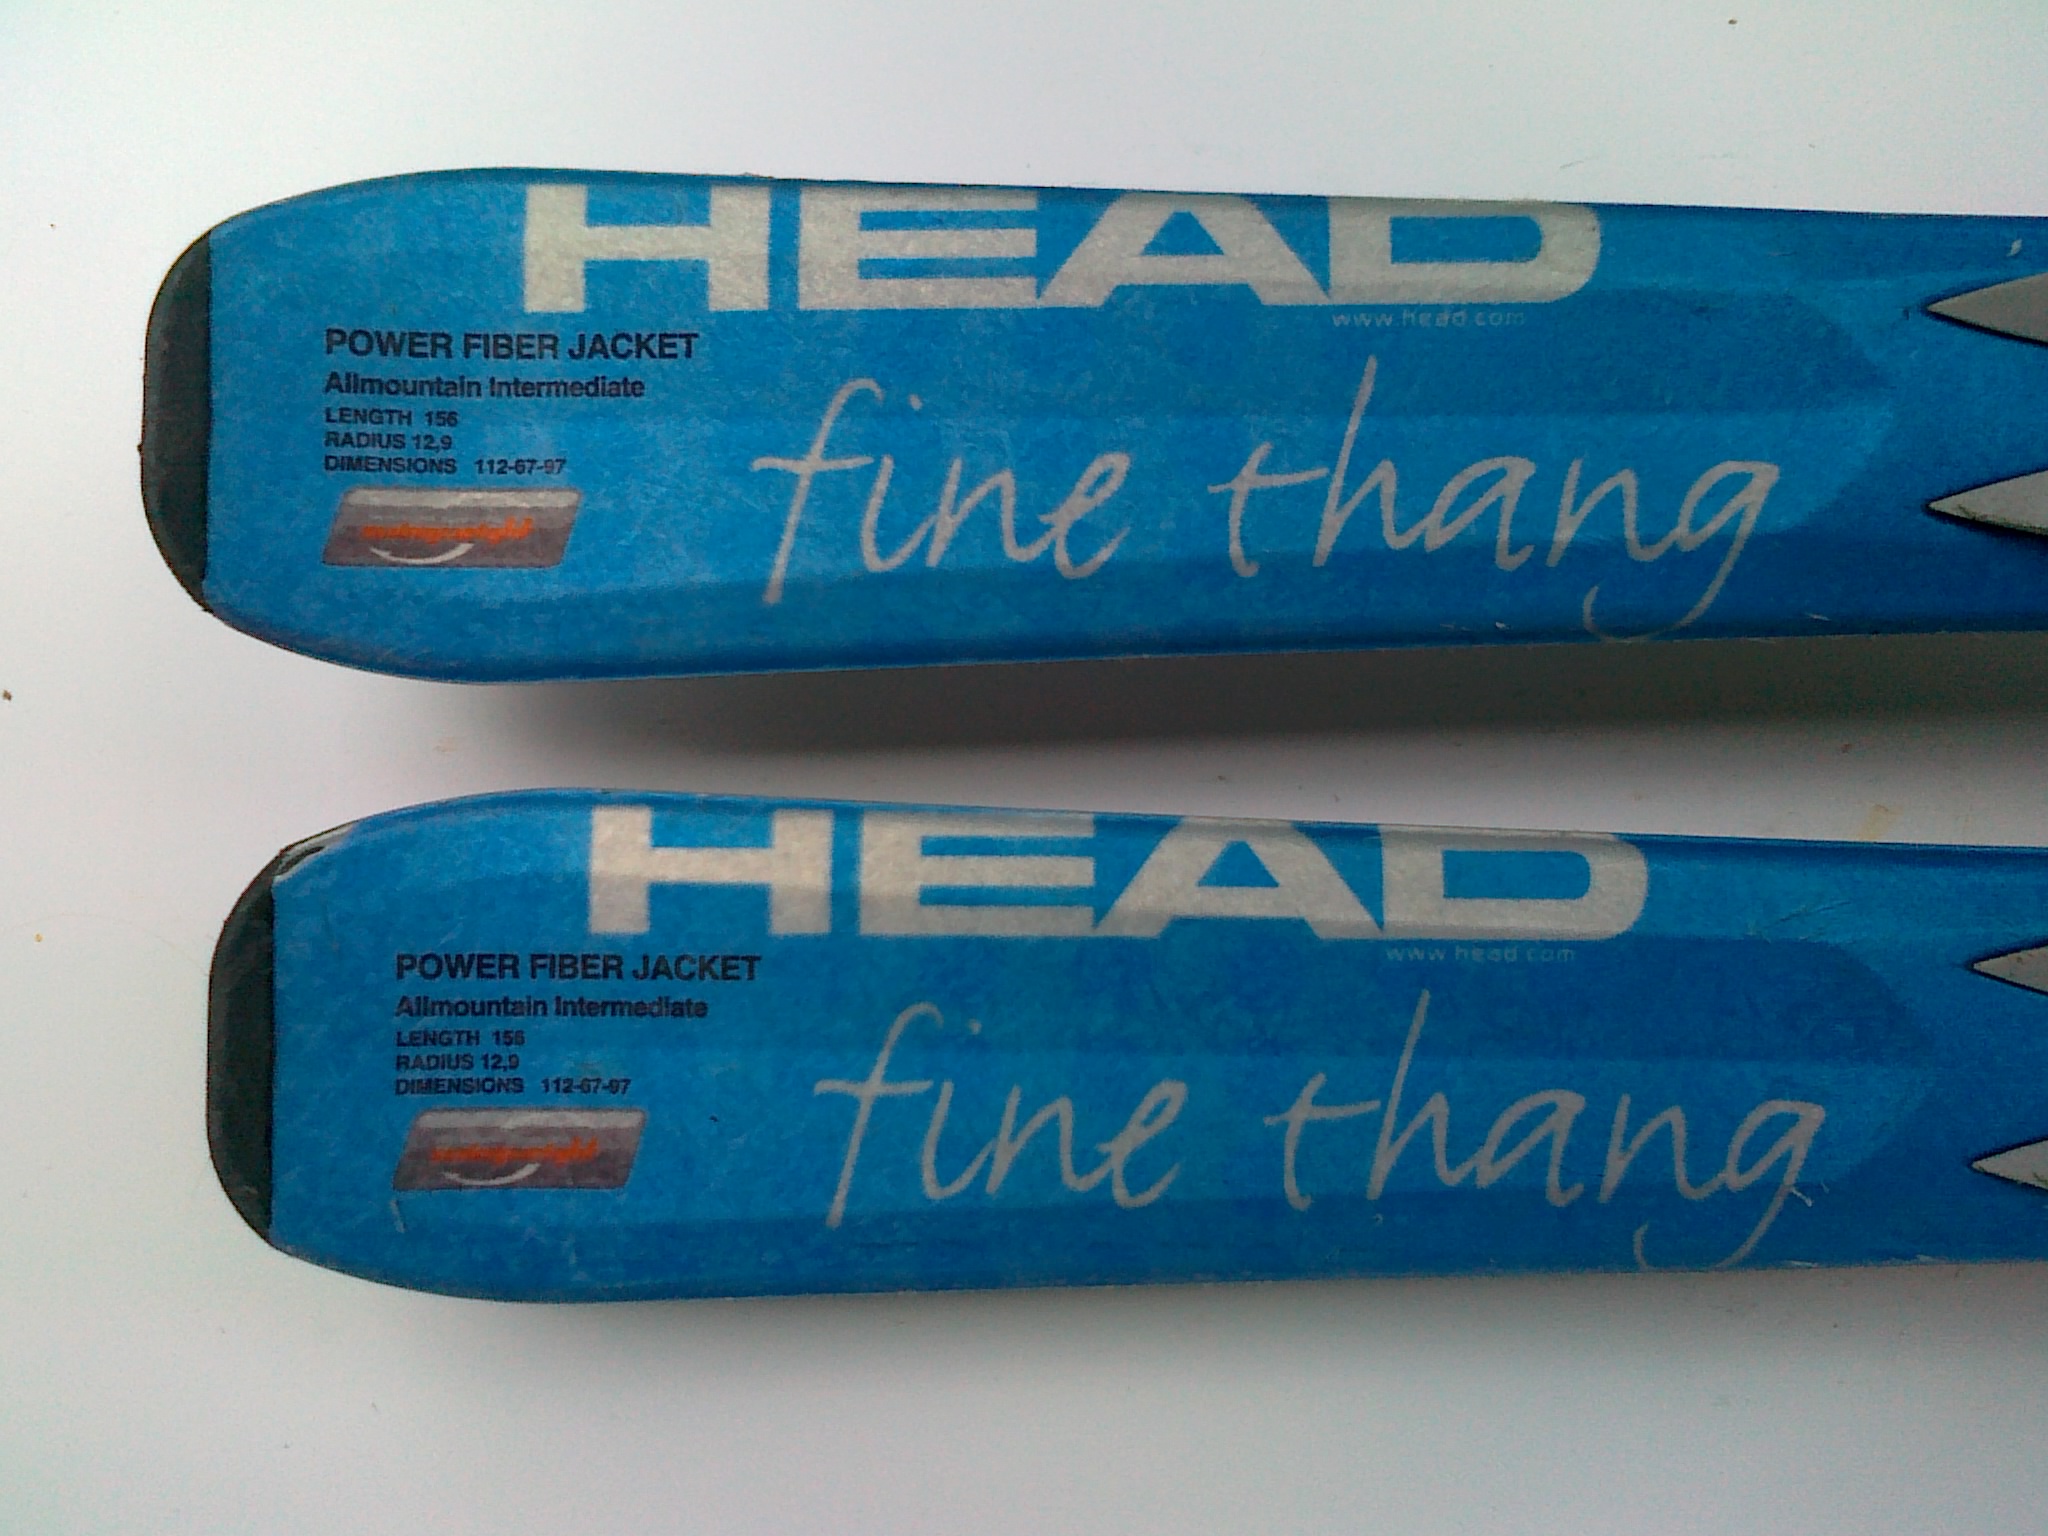 HEAD
www.head.com
POWER FIBER JACKET
Allmountain Intermediate
LENGTH 156
RADIUS 12,9
DIMENSIONS 112-67-97
fine thang
HEAD
www.head.com
POWER FIBER JACKET
Allmountain Intermediate
LENGTH 156
RADIUS 12,9
DIMENSIONS 112-67-97
fine thang